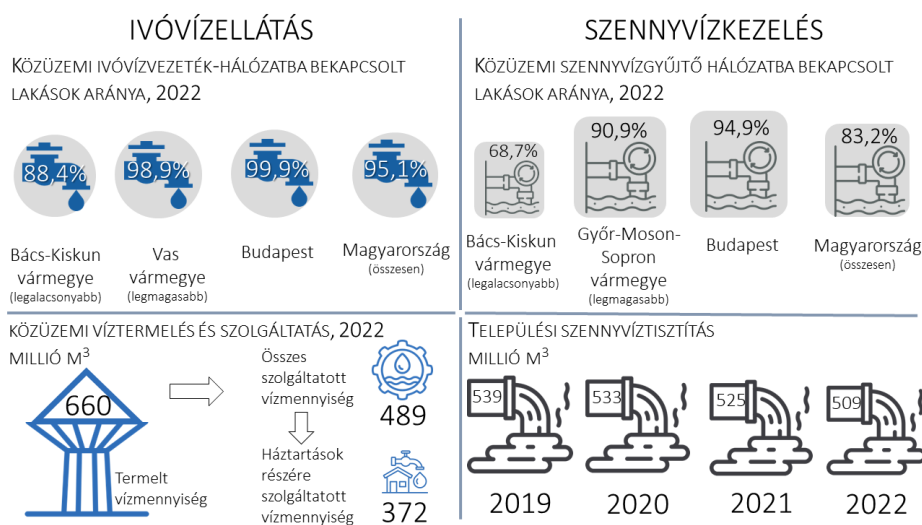 IVÓVÍZELLÁTÁS
KÖZÜZEMI IVÓVÍZVEZETÉK-HÁLÓZATBA BEKAPCSOLT
LAKÁSOK ARÁNYA, 2022
88,4%
98,9%
99,9%
95,1%
Bács-Kiskun
vármegye
(legalacsonyabb)
Vas
vármegye
(legmagasabb)
Budapest
Magyarország
(összesen)
SZENNYVÍZKEZELÉS
KÖZÜZEMI SZENNYVÍZGYŰJTŐ HÁLÓZATBA BEKAPCSOLT
LAKÁSOK ARÁNYA, 2022
68,7%
90,9%
94,9%
83,2%
Bács-Kiskun
vármegye
(legalacsonyabb)
Győr-Moson-
Sopron
vármegye
(legmagasabb)
Budapest
Magyarország
(összesen)
KÖZÜZEMI VÍZTERMELÉS ÉS SZOLGÁLTATÁS, 2022
MILLIÓ M³
660
Termelt
vízmennyiség
Összes
szolgáltatott
vízmennyiség
489
Háztartások
részére
szolgáltatott
vízmennyiség
372
TELEPÜLÉSI SZENNYVÍZTISZTÍTÁS
MILLIÓ M³
539
533
525
509
2019
2020
2021
2022